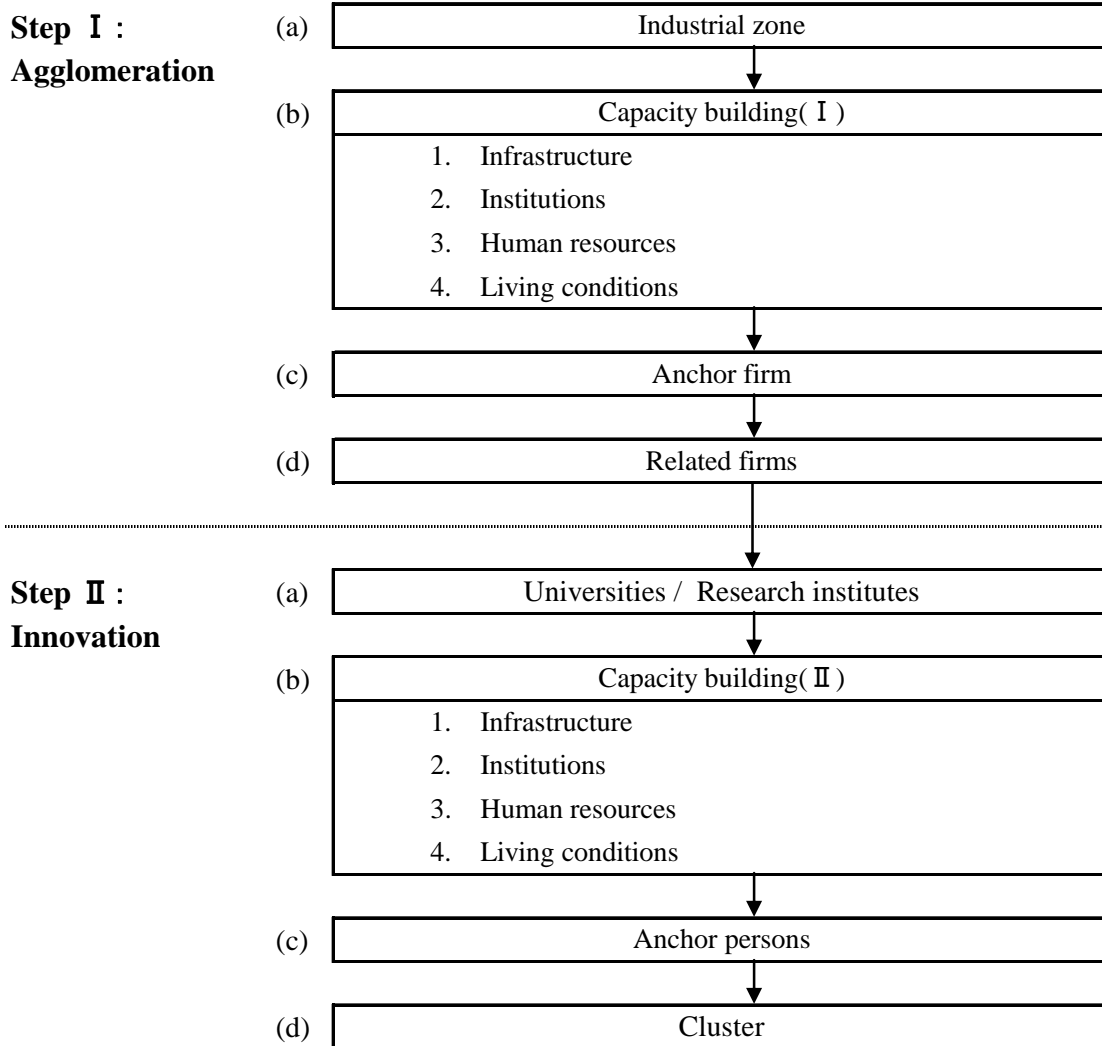 Step Ⅰ :
Agglomeration
(a) Industrial zone
(b) Capacity building(Ⅰ)
1. Infrastructure
2. Institutions
3. Human resources
4. Living conditions
(c) Anchor firm
(d) Related firms
Step Ⅱ :
Innovation
(a) Universities / Research institutes
(b) Capacity building(Ⅱ)
1. Infrastructure
2. Institutions
3. Human resources
4. Living conditions
(c) Anchor persons
(d) Cluster